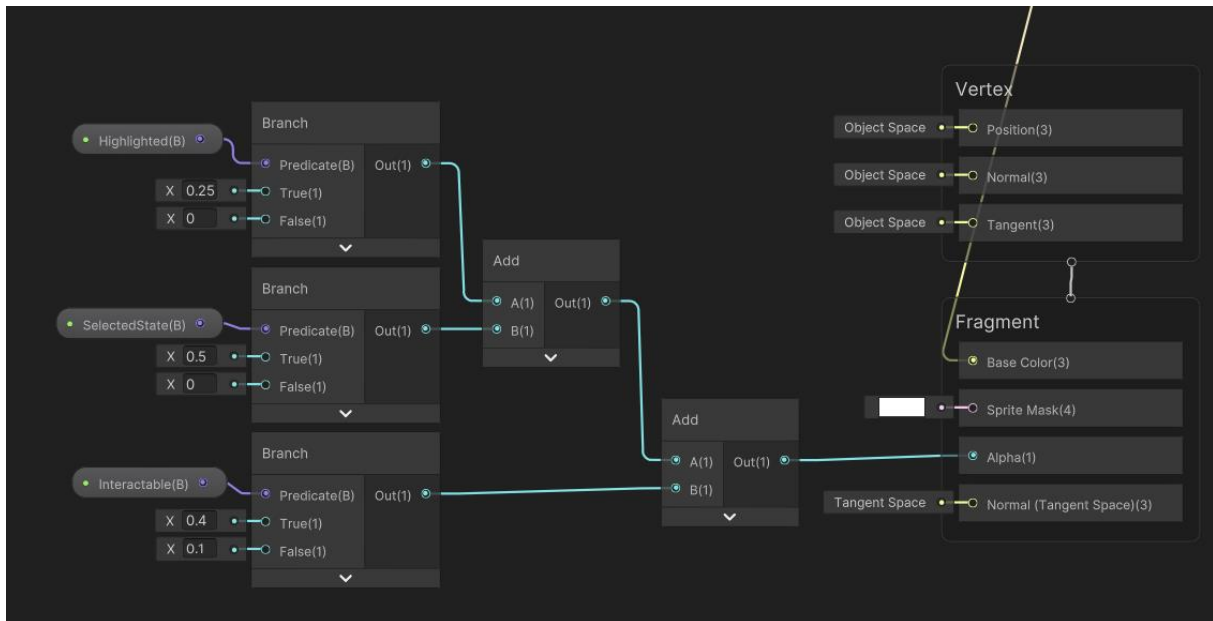 Highlighted(B)
X 0.25
X 0
Branch
Predicate(B) Out(1)
True(1)
False(1)
SelectedState(B)
X 0.5
X 0
Branch
Predicate(B) Out(1)
True(1)
False(1)
Interactable(B)
X 0.4
X 0.1
Branch
Predicate(B) Out(1)
True(1)
False(1)
Add
A(1) Out(1)
B(1)
Add
A(1) Out(1)
B(1)
Vertex
Object Space Position(3)
Object Space Normal(3)
Object Space Tangent(3)
Fragment
Base Color(3)
Sprite Mask(4)
Alpha(1)
Tangent Space Normal (Tangent Space)(3)